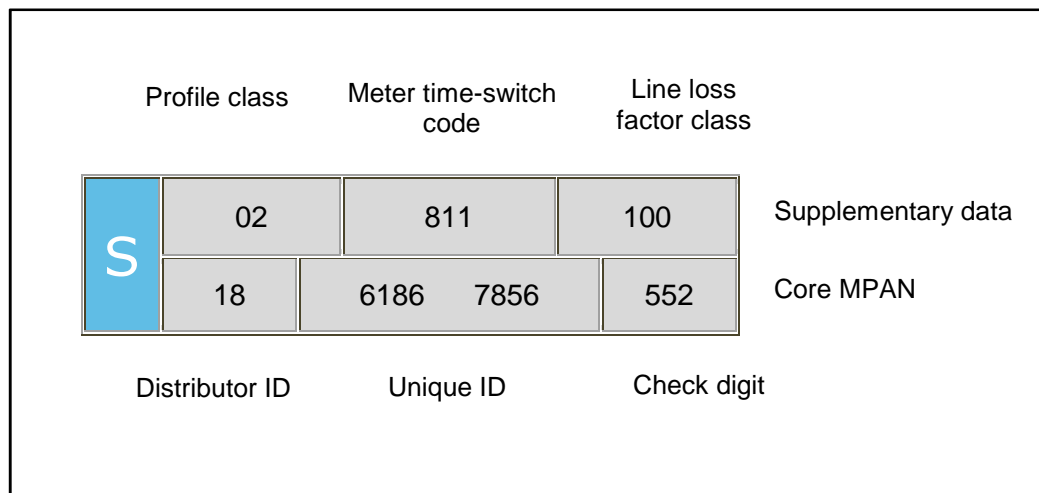 Profile class Meter time-switch code Line loss factor class
S 02 811 100 Supplementary data
18 6186 7856 552 Core MPAN
Distributor ID Unique ID Check digit